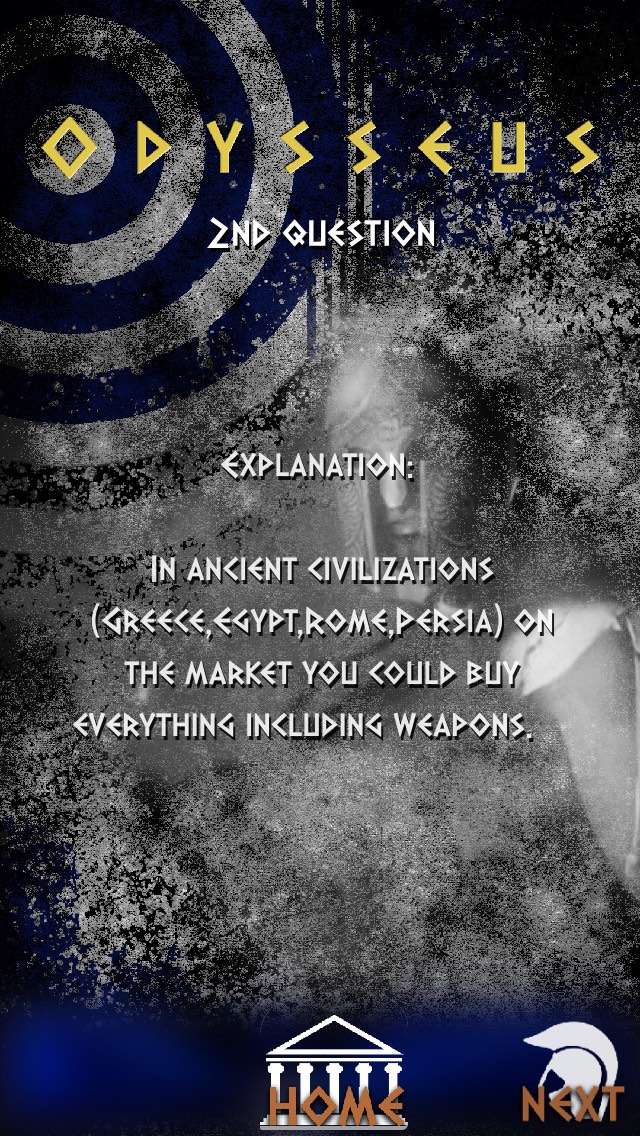 ODYSSEUS
2ND QUESTION
EXPLANATION:
IN ANCIENT CIVILIZATIONS
(GREECE,EGYPT,ROME,PERSIA) ON
THE MARKET YOU COULD BUY
EVERYTHING INCLUDING WEAPONS.
HOME
NEXT